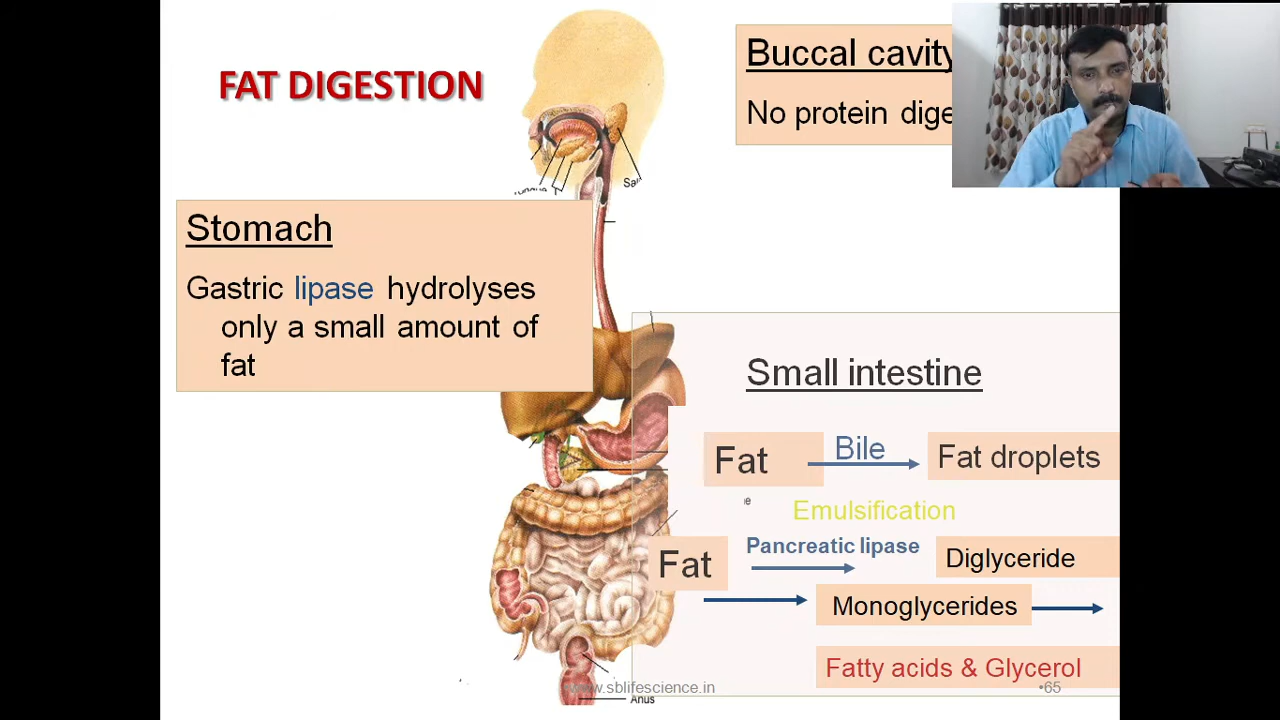 FAT DIGESTION
Buccal cavity
No protein dige
Stomach
Gastric lipase hydrolyses
only a small amount of
fat
Small intestine
Fat
Bile
Fat droplets
Emulsification
Fat
Pancreatic lipase
Diglyceride
Monoglycerides
Fatty acids & Glycerol
www.sblifescience.in
•65
Anus